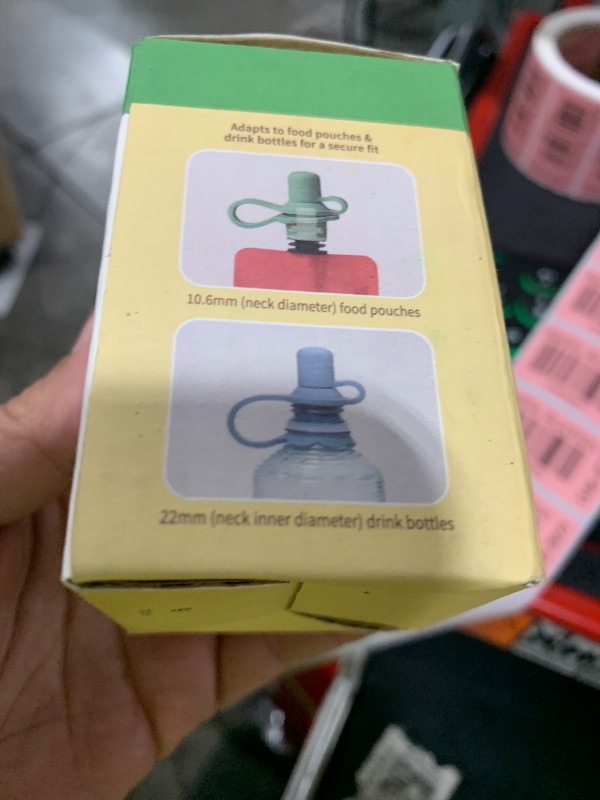 Adapts to food pouches &
drink bottles for a secure fit
10.6mm (neck diameter) food pouches
22mm (neck inner diameter) drink bottles